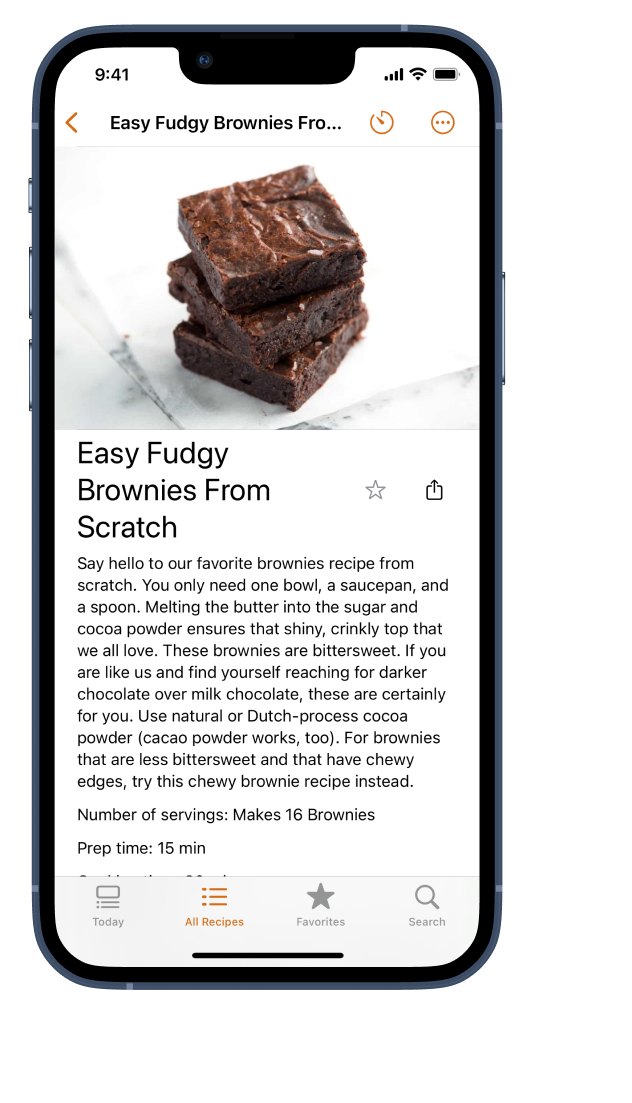 9:41
Easy Fudgy Brownies Fro...
Easy Fudgy
Brownies From
Scratch
Say hello to our favorite brownies recipe from
scratch. You only need one bowl, a saucepan, and
a spoon. Melting the butter into the sugar and
cocoa powder ensures that shiny, crinkly top that
we all love. These brownies are bittersweet. If you
are like us and find yourself reaching for darker
chocolate over milk chocolate, these are certainly
for you. Use natural or Dutch-process cocoa
powder (cacao powder works, too). For brownies
that are less bittersweet and that have chewy
edges, try this chewy brownie recipe instead.
Number of servings: Makes 16 Brownies
Prep time: 15 min
Today
All Recipes
Favorites
Search